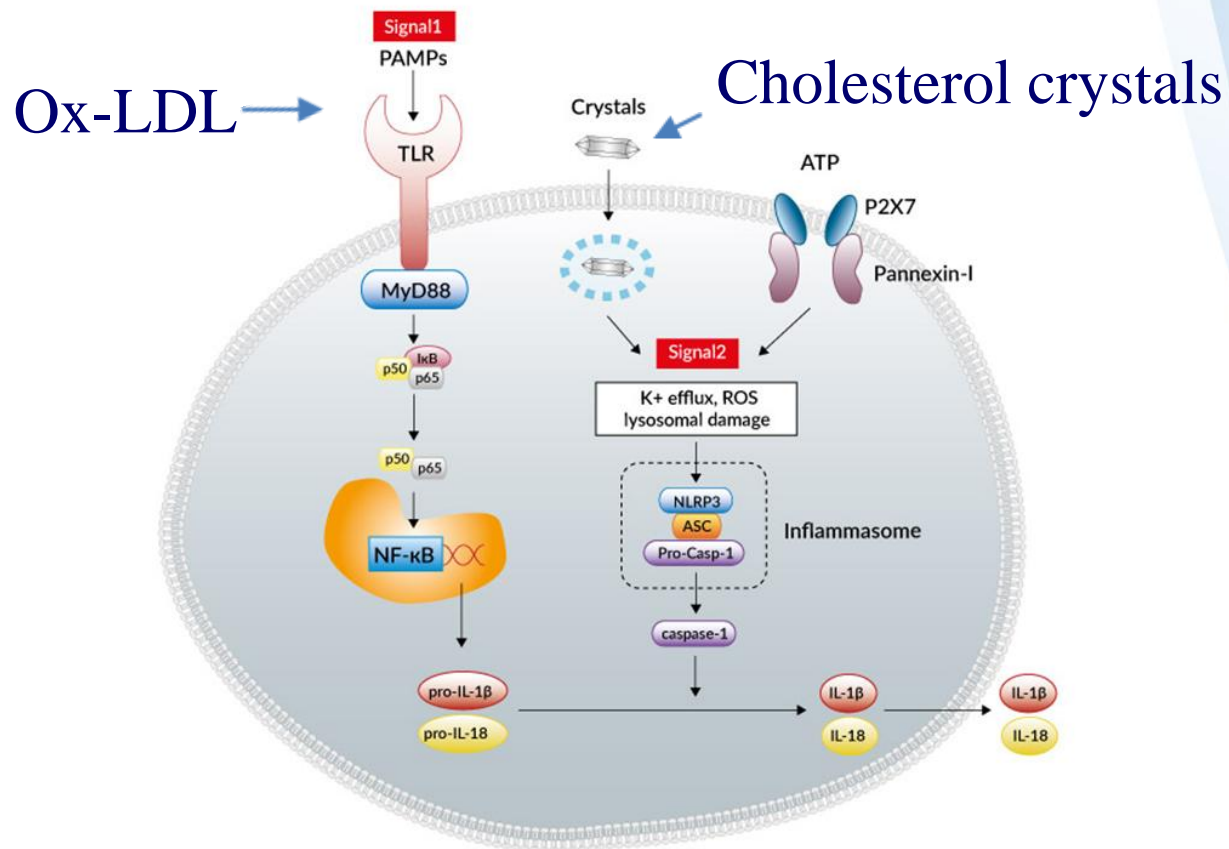 Signal1
PAMPs
Ox-LDL
TLR
Crystals
Cholesterol crystals
ATP
P2X7
Pannexin-I
MyD88
IκB
p50
p65
Signal2
K+ efflux, ROS
lysosomal damage
p50
p65
NLRP3
ASC
Pro-Casp-1
Inflammasome
NF-κB
caspase-1
pro-IL-1β
pro-IL-18
IL-1β
IL-18
IL-1β
IL-18